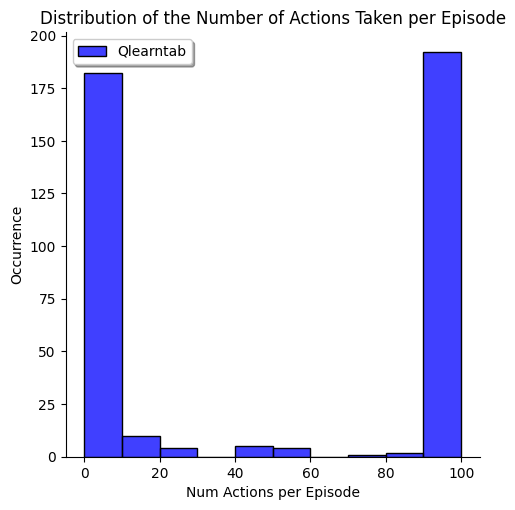 Distribution of the Number of Actions Taken per Episode
Qlearntab
200
175
150
125
100
75
50
25
0
Occurrence
0 20 40 60 80 100
Num Actions per Episode